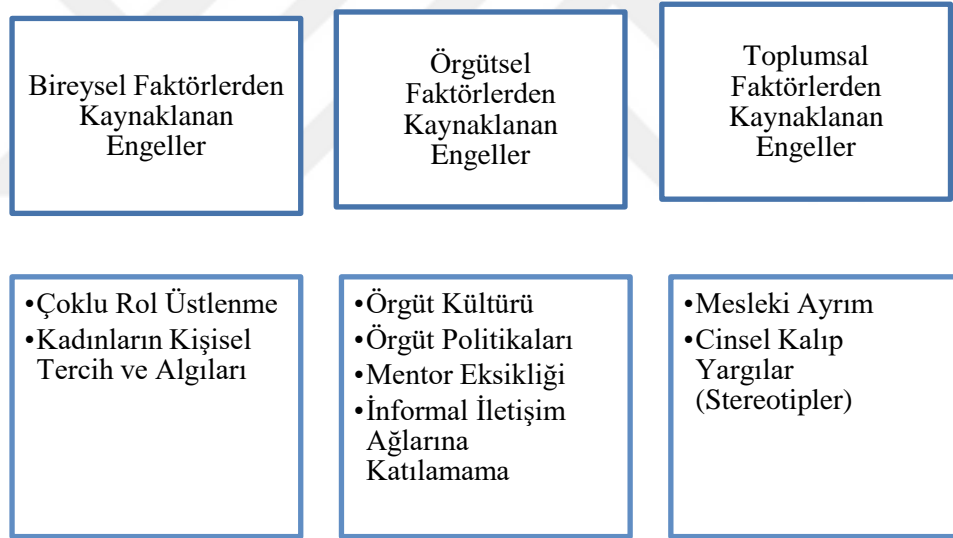 Bireysel Faktörlerden
Kaynaklanan
Engeller
Örgütsel
Faktörlerden
Kaynaklanan
Engeller
Toplumsal
Faktörlerden
Kaynaklanan
Engeller
•Çoklu Rol Üstlenme
•Kadınların Kişisel
Tercih ve Algıları
•Örgüt Kültürü
•Örgüt Politikaları
•Mentor Eksikliği
•İnformal İletişim
Ağlarına
Katılamama
•Mesleki Ayrım
•Cinsel Kalıp
Yargılar
(Stereotipler)